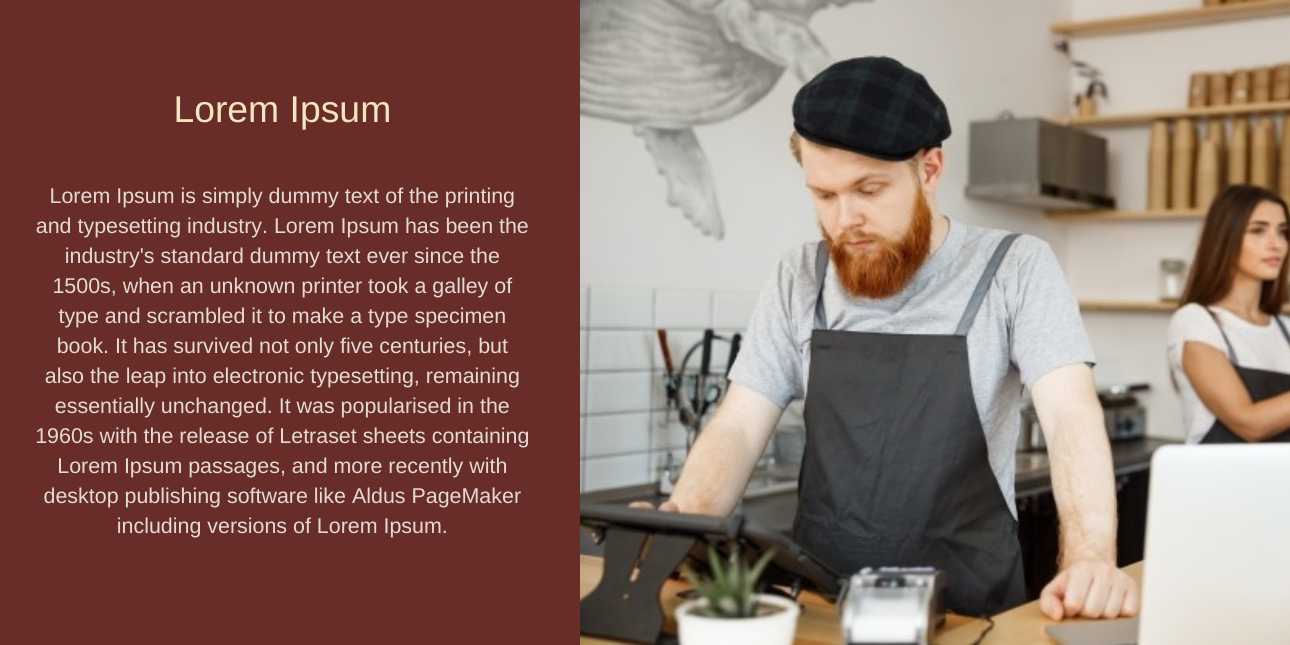 Lorem Ipsum
Lorem Ipsum is simply dummy text of the printing
and typesetting industry. Lorem Ipsum has been the
industry's standard dummy text ever since the
1500s, when an unknown printer took a galley of
type and scrambled it to make a type specimen
book. It has survived not only five centuries, but
also the leap into electronic typesetting, remaining
essentially unchanged. It was popularised in the
1960s with the release of Letraset sheets containing
Lorem Ipsum passages, and more recently with
desktop publishing software like Aldus PageMaker
including versions of Lorem Ipsum.